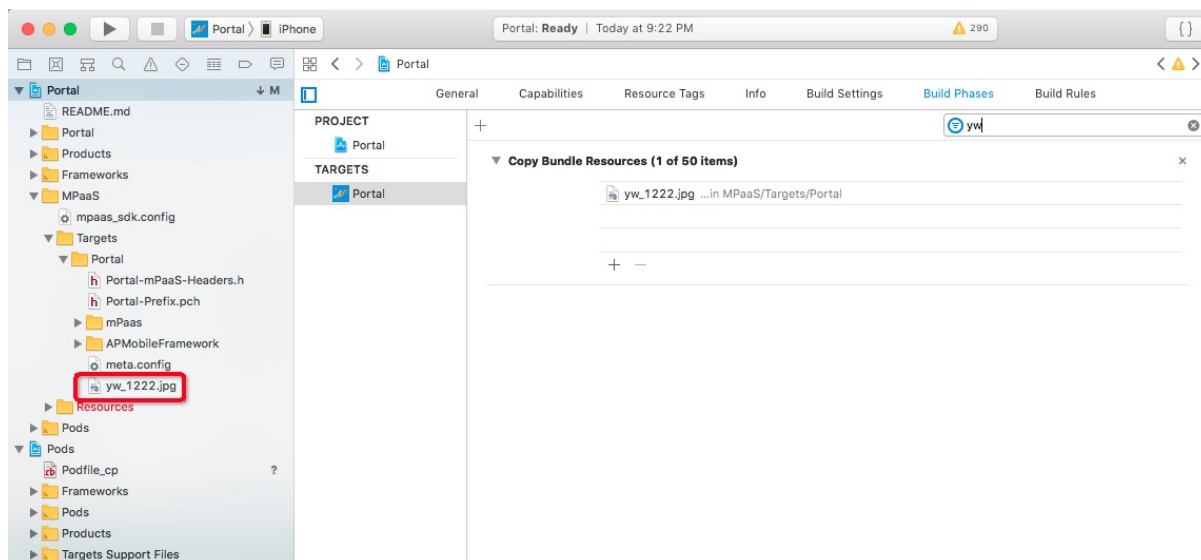 Portal 〉 iPhone
Portal: Ready | Today at 9:22 PM
290
{ }
Portal
Portal
M
General Capabilities Resource Tags Info Build Settings Build Phases Build Rules
README.md
Portal
Products
Frameworks
MPaaS
mpaas_sdk.config
Targets
Portal
Portal-mPaaS-Headers.h
Portal-Prefix.pch
mPaas
APMobileFramework
meta.config
yw_1222.jpg
Resources
Pods
Pods
Podfile_cp ?
Frameworks
Pods
Products
Targets Support Files
PROJECT
Portal
TARGETS
Portal
yw
Copy Bundle Resources (1 of 50 items)
yw_1222.jpg ...in MPaaS/Targets/Portal